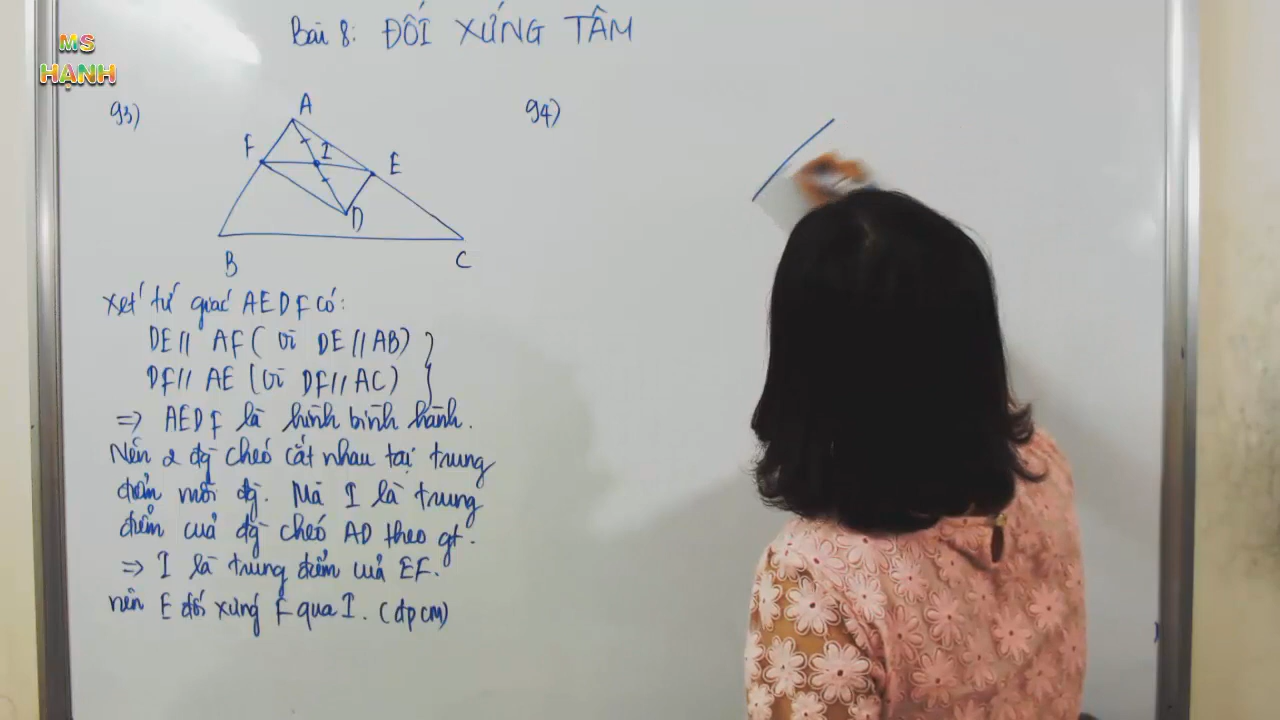 MS
HẠNH
Bài 8: ĐỐI XỨNG TÂM
93)
A
F
I
E
D
B
C
Xét tứ giác AEDF có:
DE // AF ( vì DE // AB)
DF // AE (vì DF // AC)
=> AEDF là hình bình hành.
Nên 2 đg chéo cắt nhau tại trung
điểm mỗi đg. Mà I là trung
điểm của đg chéo AD theo gt.
=> I là trung điểm của EF.
nên E đối xứng F qua I. (đpcm)
94)